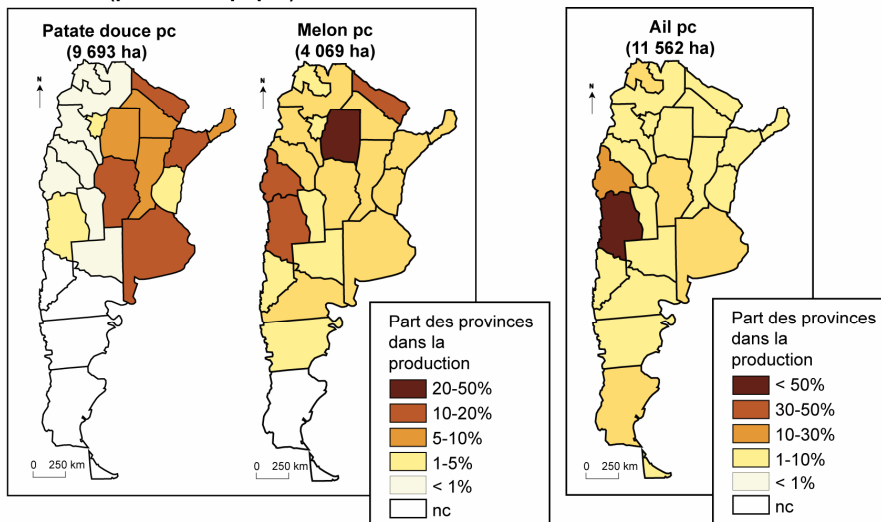 Patate douce pc
(9 693 ha)
Melon pc
(4 069 ha)
Ail pc
(11 562 ha)
N
N
N
Part des provinces
dans la
production
20-50%
10-20%
5-10%
1-5%
< 1%
nc
Part des provinces
dans la
production
< 50%
30-50%
10-30%
1-10%
< 1%
nc
0 250 km
0 250 km
0 250 km